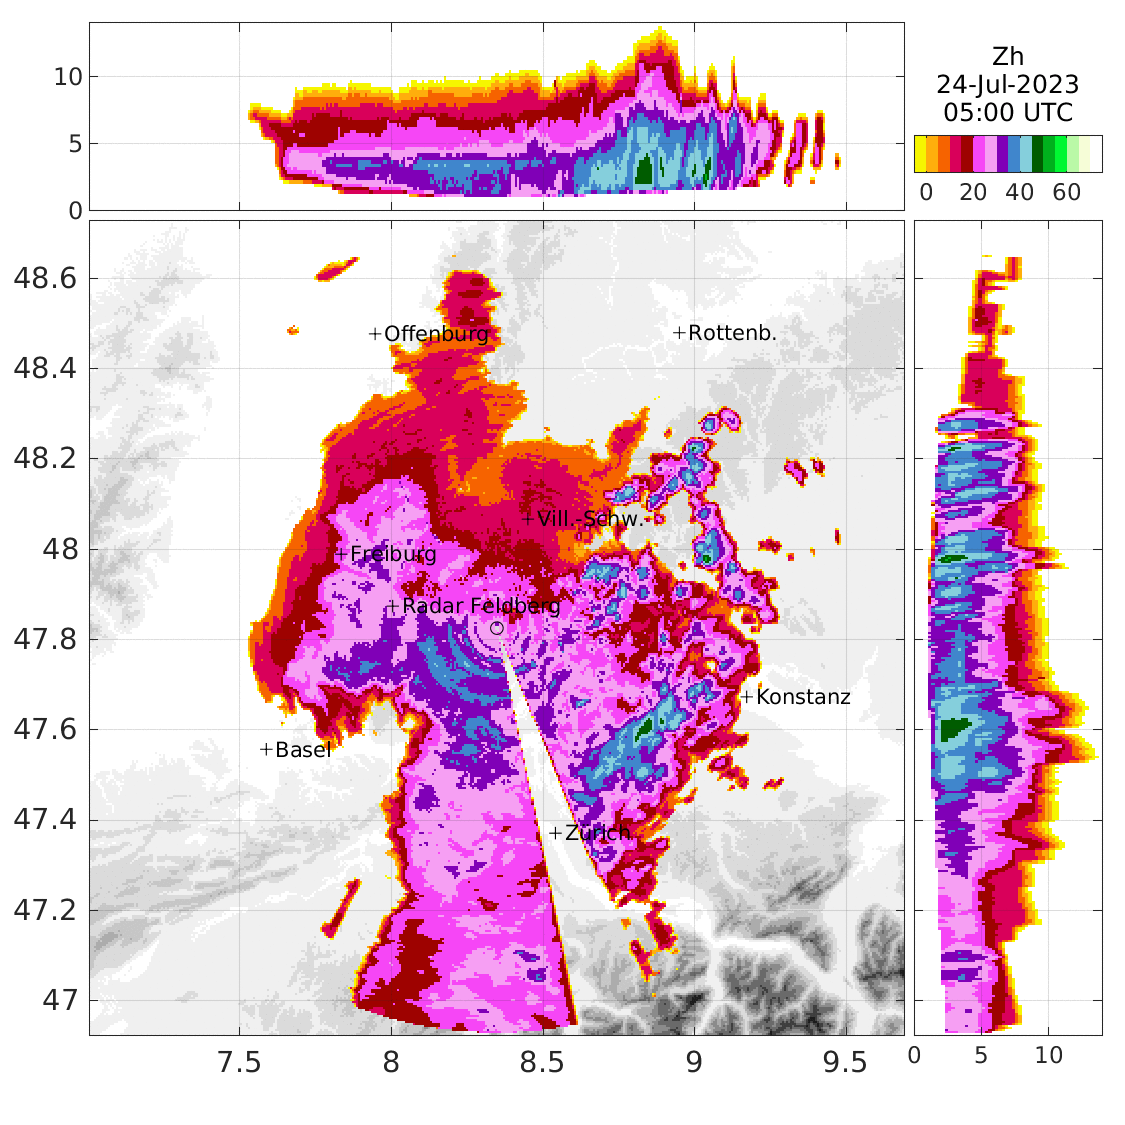 10
5
0
Zh
24-Jul-2023
05:00 UTC
0 20 40 60
48.6
48.4
48.2
48
47.8
47.6
47.4
47.2
47
+Offenburg
+Rottenb.
+Vill.-Schw.
+Freiburg
+Radar Feldberg
+Konstanz
+Basel
+Zürich
7.5 8 8.5 9 9.5
0 5 10